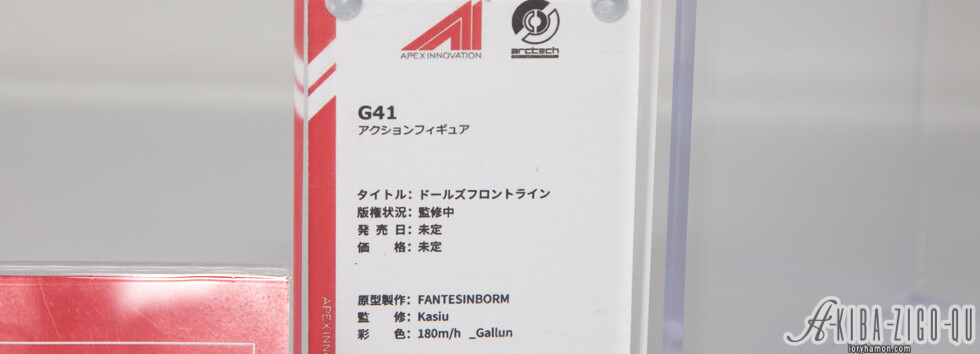 APEX INNOVATION
arctech
G41
アクションフィギュア
タイトル：ドールズフロントライン
版権状況：監修中
発 売 日：未定
価　　格：未定
原型製作：FANTESINBORM
監　　修：Kasiu
彩　　色：180m/h _Gallun
APEX INNO
AKIBA-ZIGO-QU
loryhamon.com